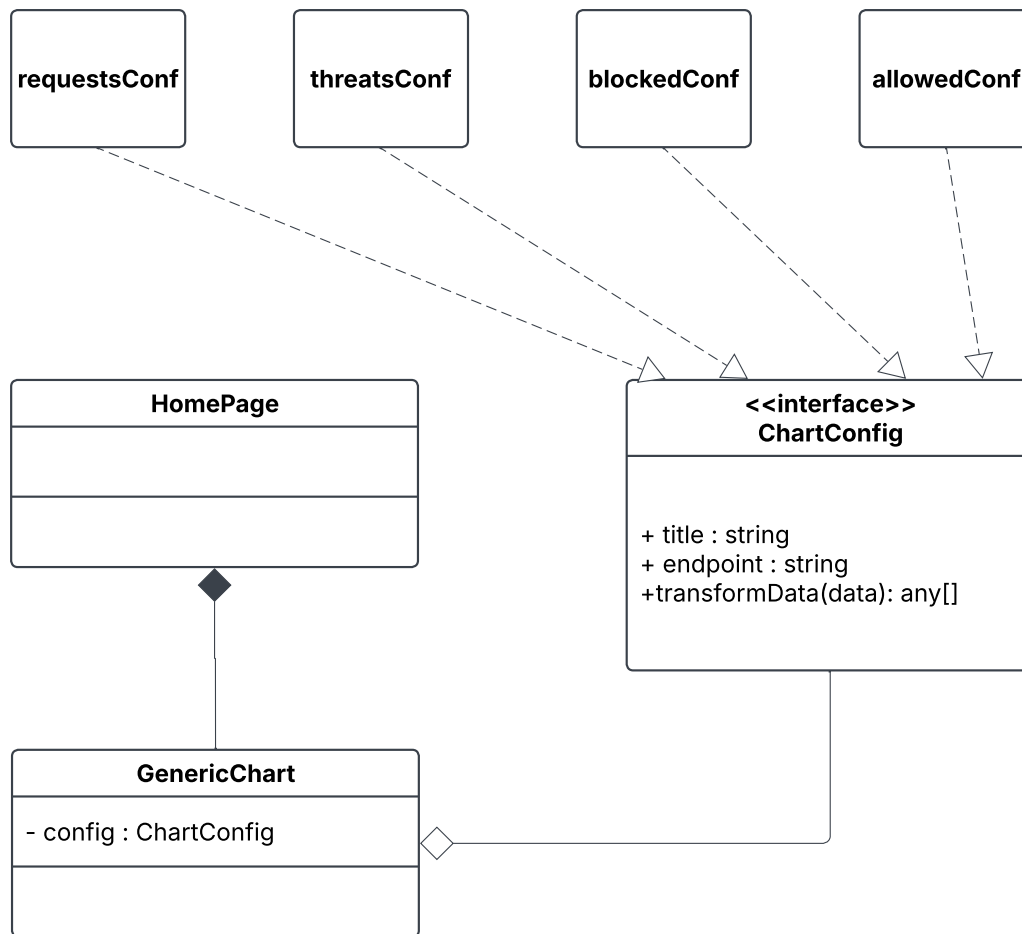 requestsConf
threatsConf
blockedConf
allowedConf
HomePage
<<interface>>
ChartConfig
+ title : string
+ endpoint : string
+transformData(data): any[]
GenericChart
- config : ChartConfig